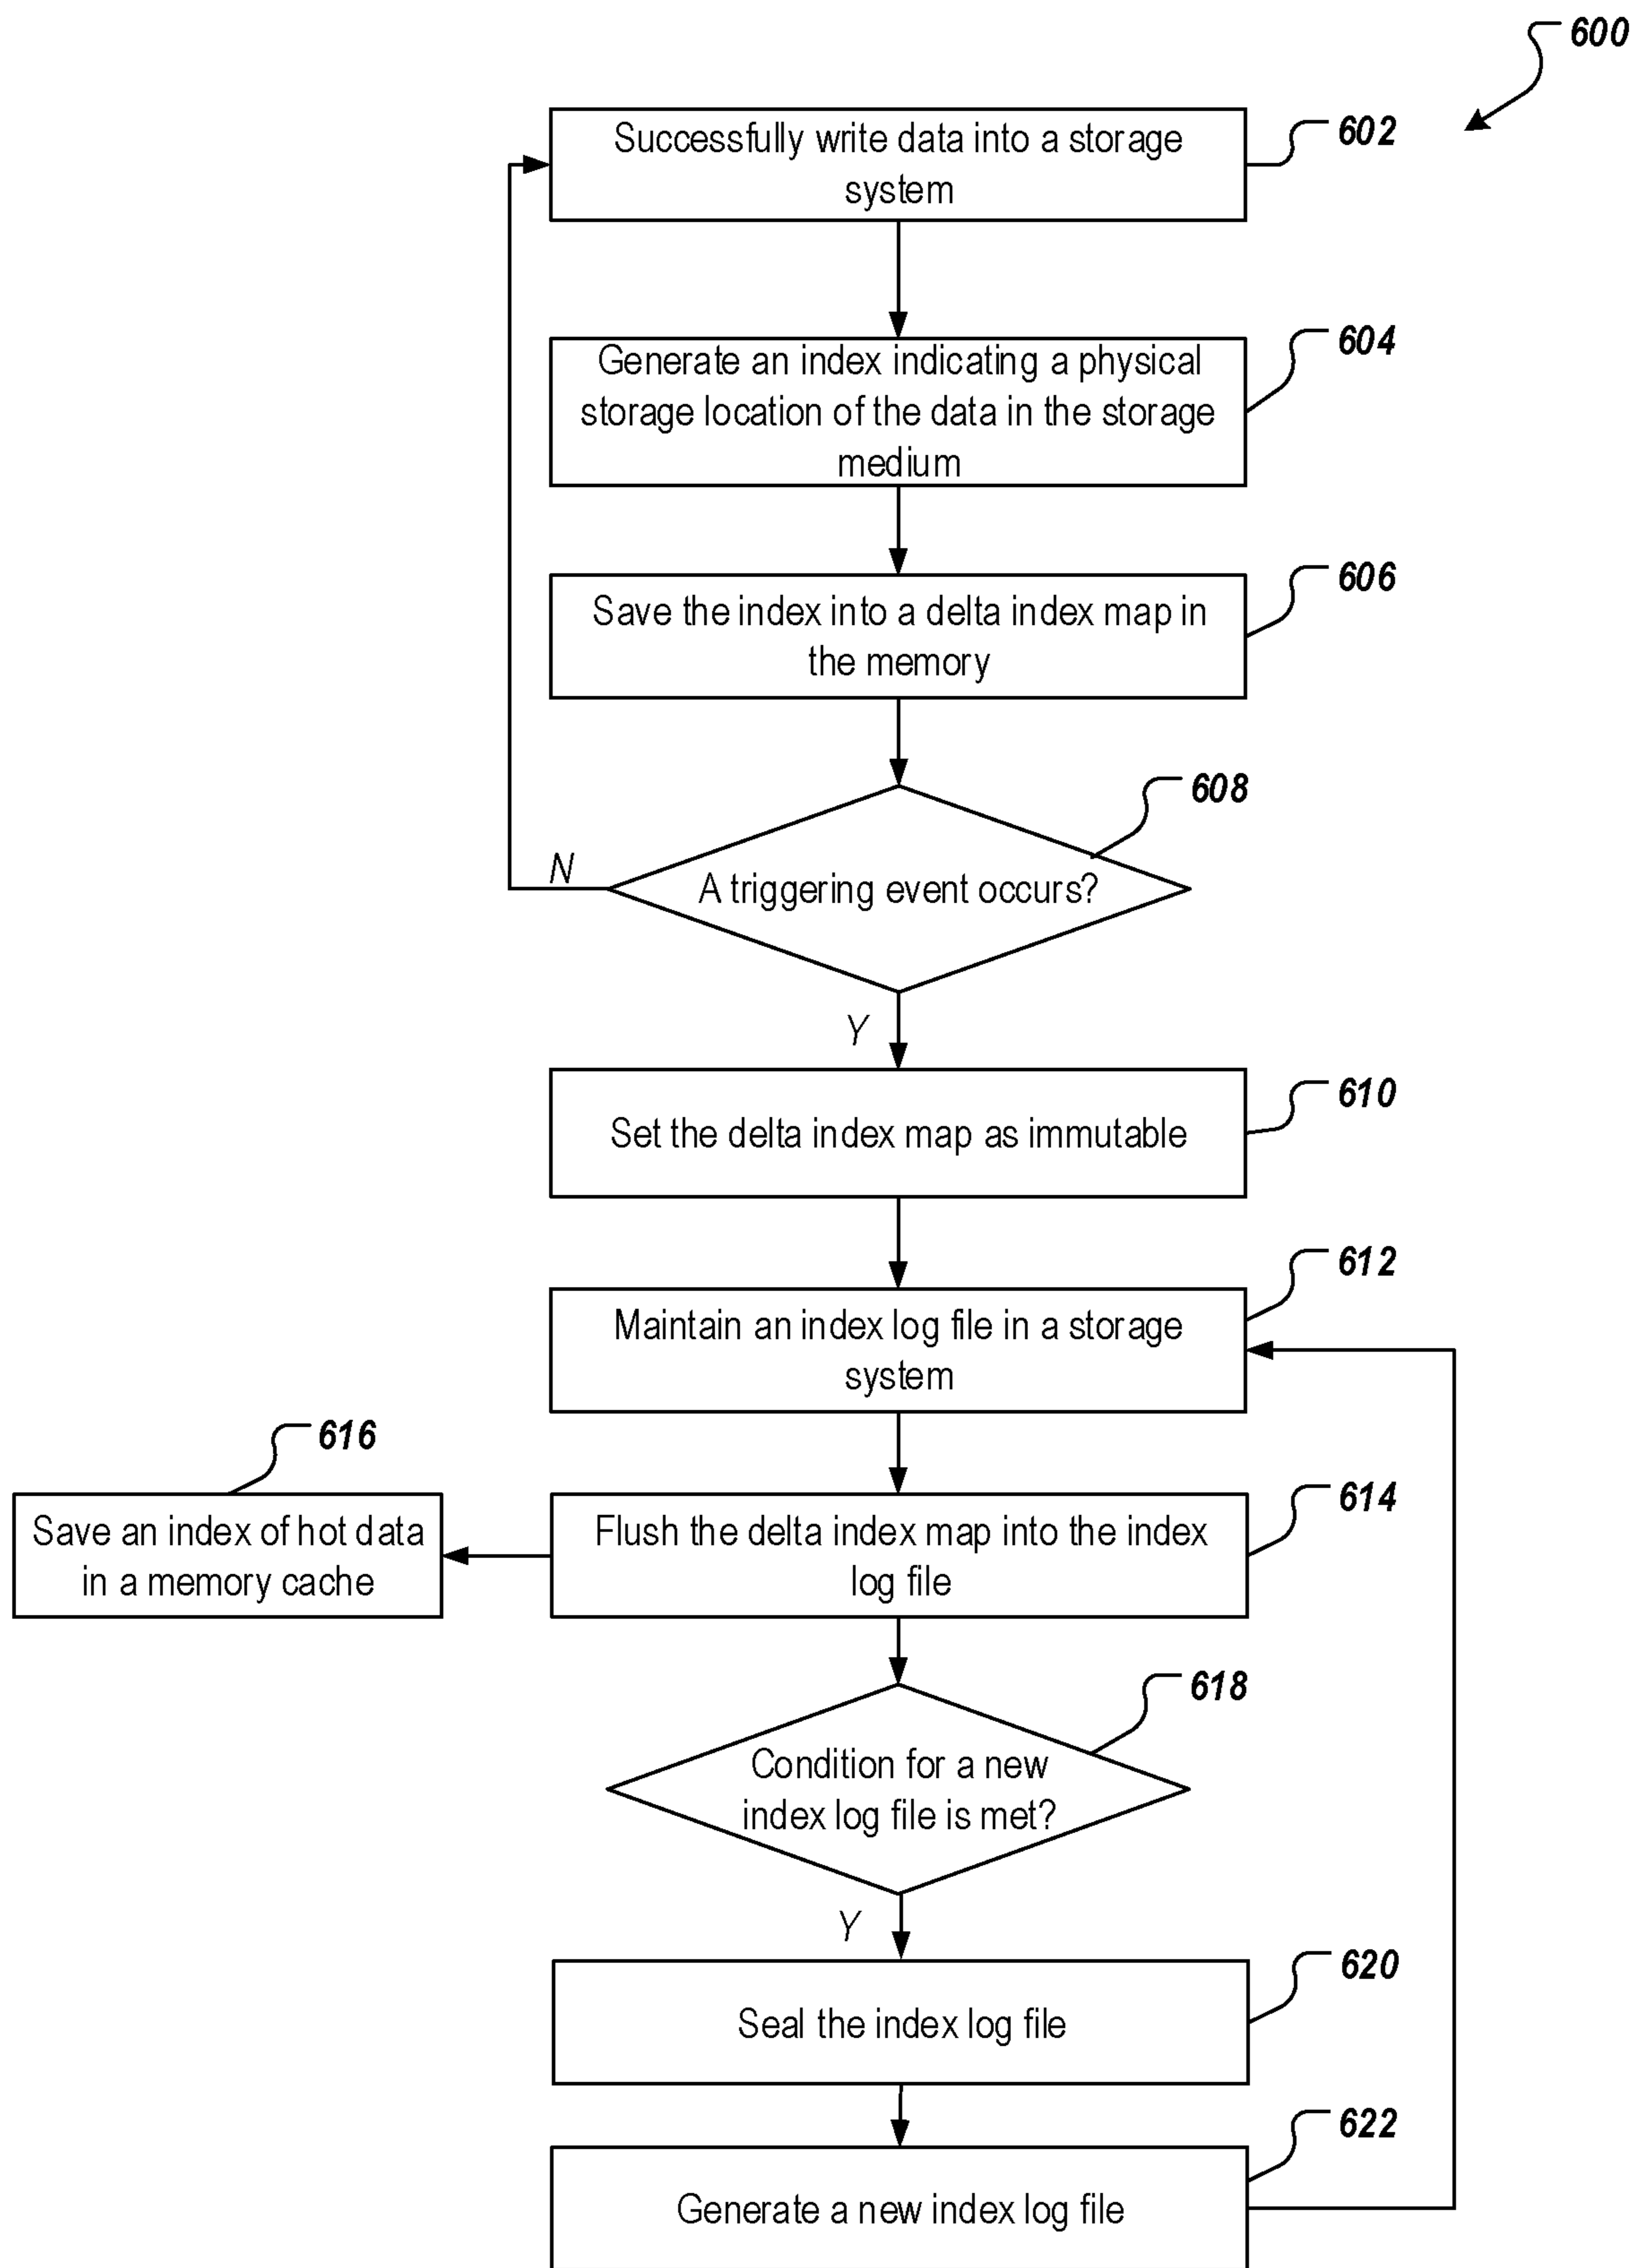 600
Successfully write data into a storage
system
602
Generate an index indicating a physical
storage location of the data in the storage
medium
604
Save the index into a delta index map in
the memory
606
608
A triggering event occurs?
N
Y
Set the delta index map as immutable
610
Maintain an index log file in a storage
system
612
616
Save an index of hot data
in a memory cache
Flush the delta index map into the index
log file
614
618
Condition for a new
index log file is met?
Y
Seal the index log file
620
Generate a new index log file
622